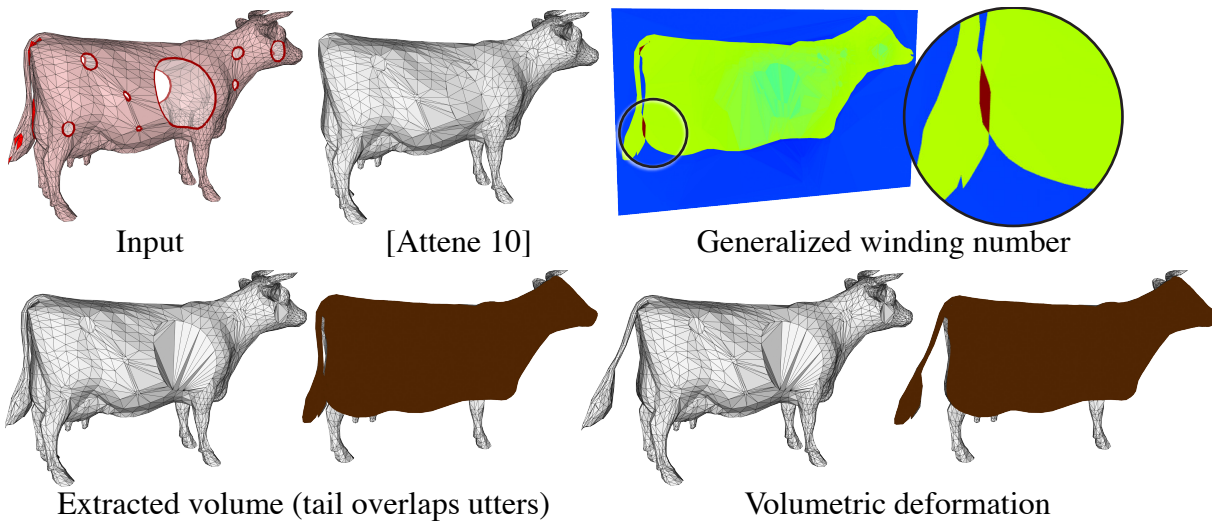 Input
[Attene 10]
Generalized winding number
Extracted volume (tail overlaps utters)
Volumetric deformation